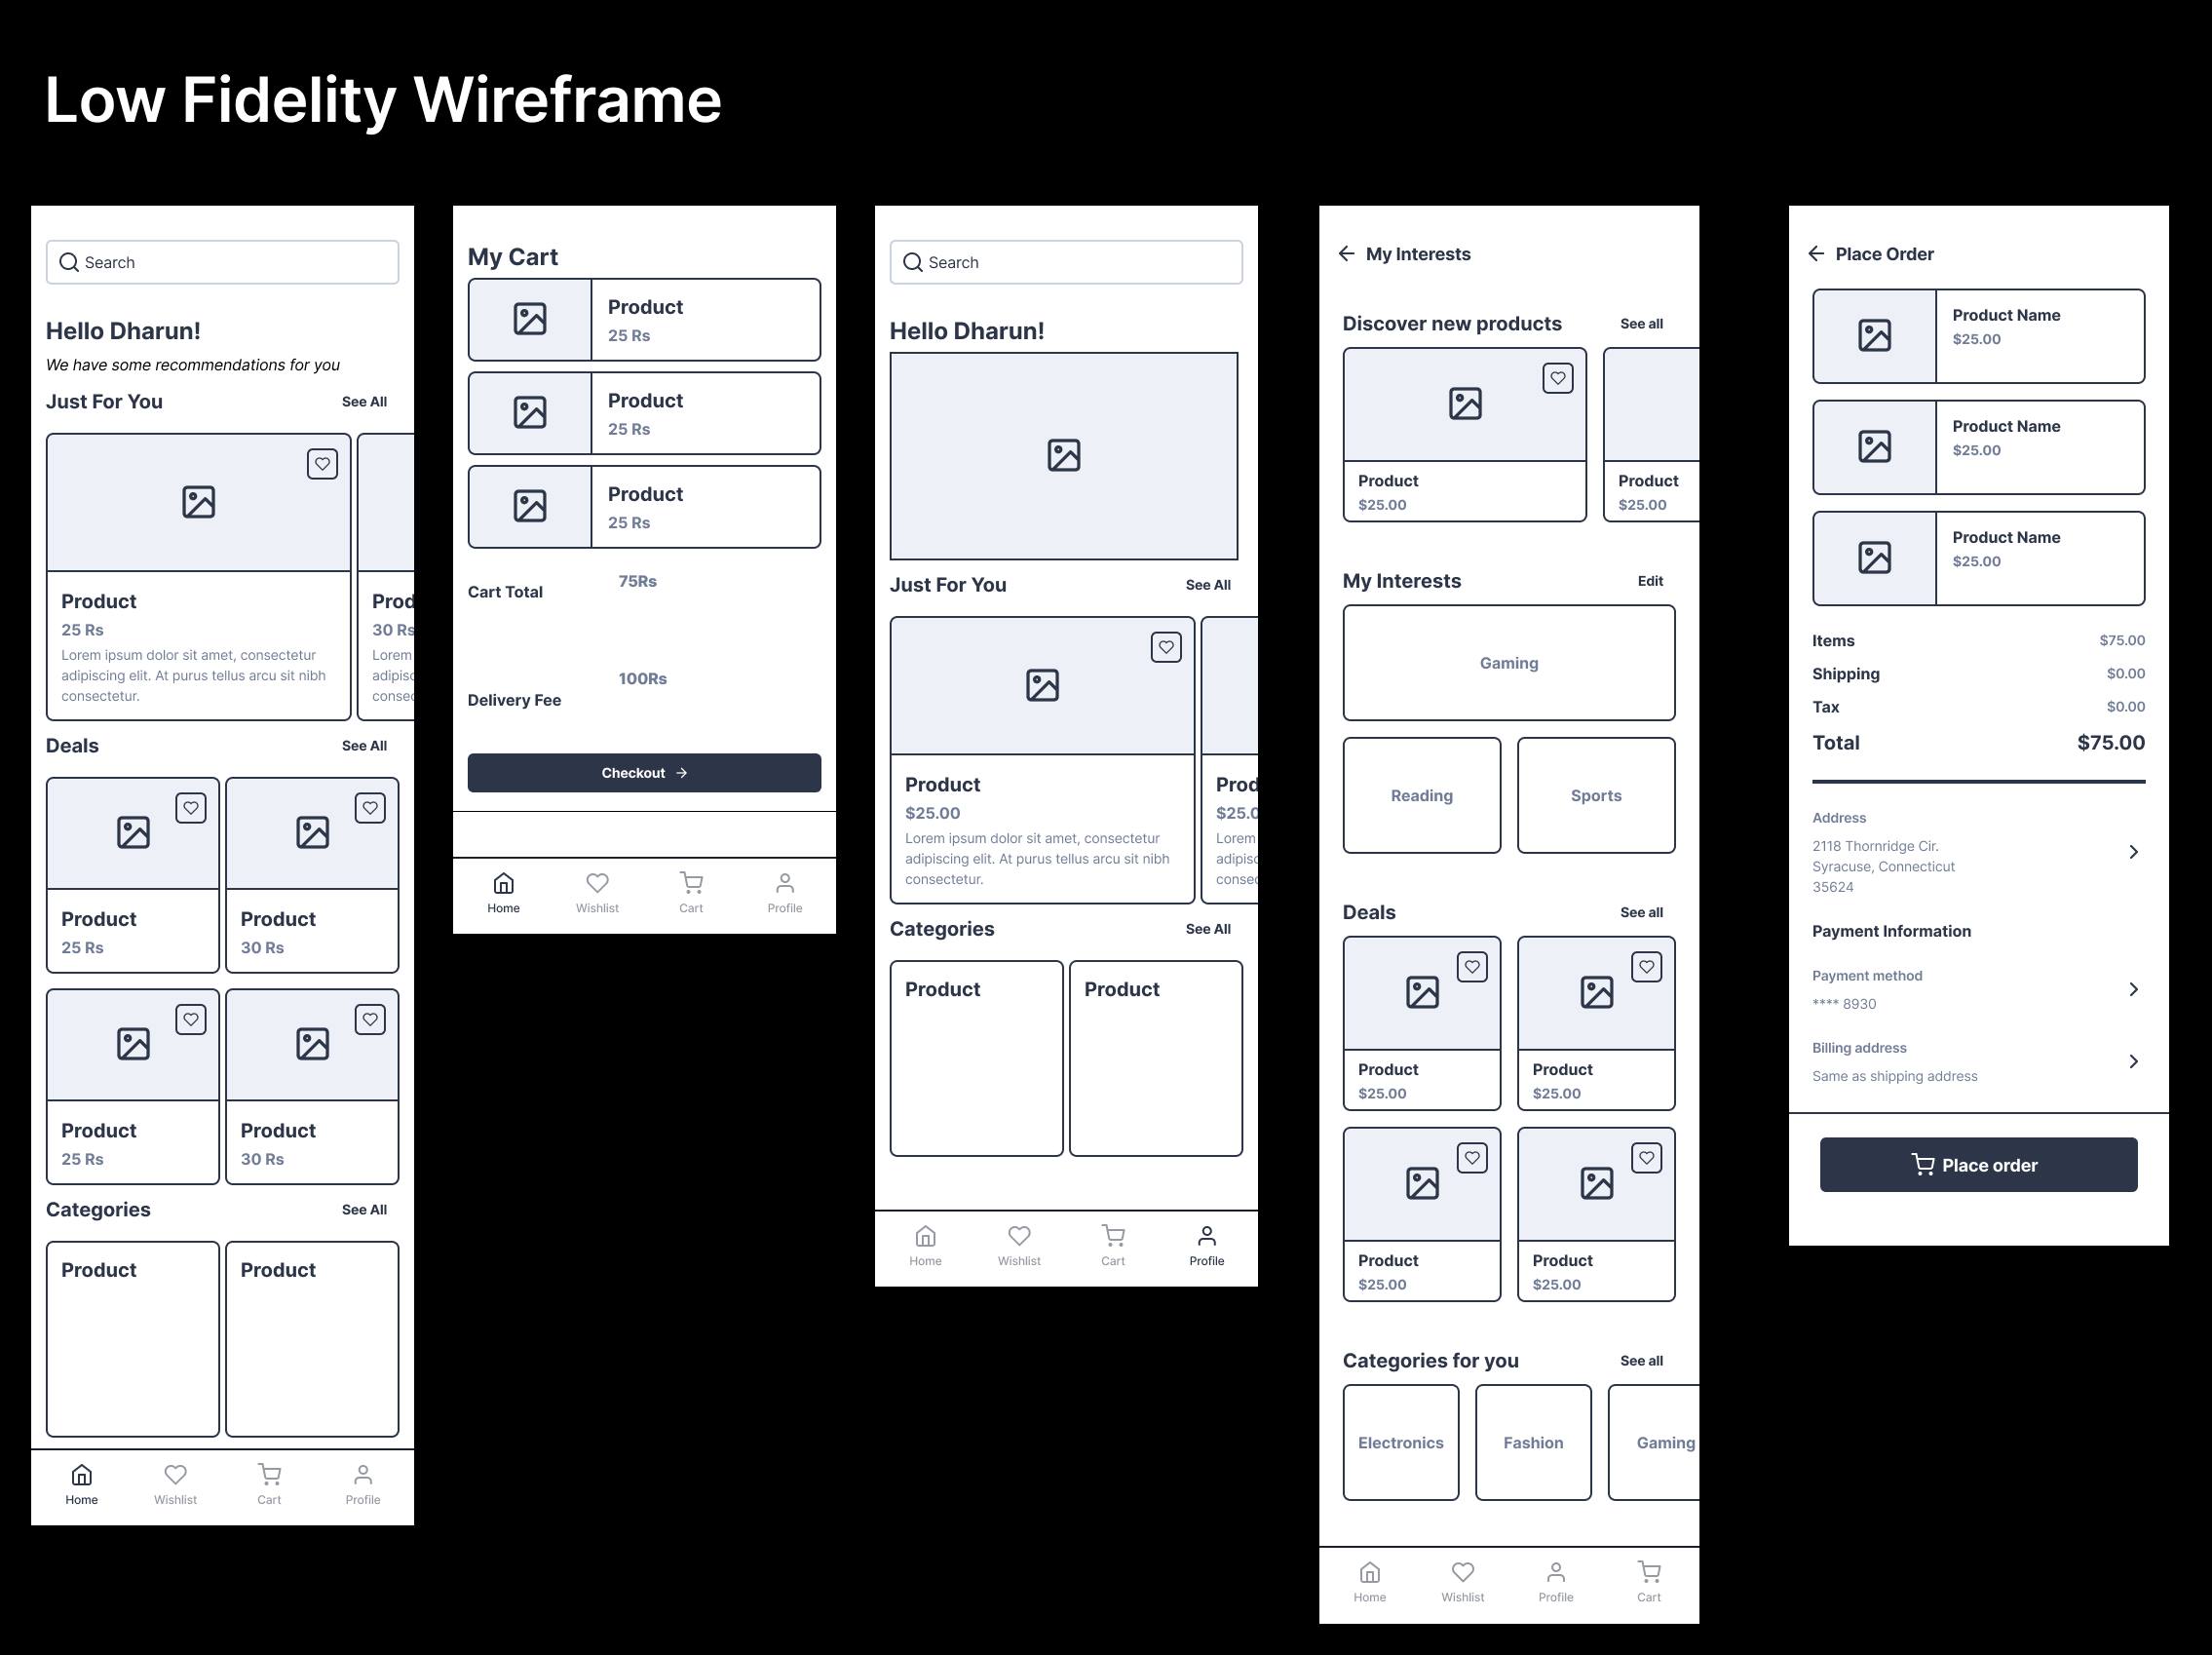 Low Fidelity Wireframe
Search
Hello Dharun!
We have some recommendations for you
Just For You See All
Product Prod
25 Rs 30 Rs
Lorem ipsum dolor sit amet, consectetur Lorem
adipiscing elit. At purus tellus arcu sit nibh adipisc
consectetur. consec
Deals See All
Product Product
25 Rs 30 Rs
Product Product
25 Rs 30 Rs
Categories See All
Product Product
Home Wishlist Cart Profile
My Cart
Product
25 Rs
Product
25 Rs
Product
25 Rs
75Rs
Cart Total
100Rs
Delivery Fee
Checkout
Home Wishlist Cart Profile
Search
Hello Dharun!
Just For You See All
Product Prod
$25.00 $25.0
Lorem ipsum dolor sit amet, consectetur Lorem
adipiscing elit. At purus tellus arcu sit nibh adipisc
consectetur. consec
Categories See All
Product Product
Home Wishlist Cart Profile
My Interests
Discover new products See all
Product Product
$25.00 $25.00
My Interests Edit
Gaming
Reading Sports
Deals See all
Product Product
$25.00 $25.00
Product Product
$25.00 $25.00
Categories for you See all
Electronics Fashion Gaming
Home Wishlist Profile Cart
Place Order
Product Name
$25.00
Product Name
$25.00
Product Name
$25.00
Items $75.00
Shipping $0.00
Tax $0.00
Total $75.00
Address
2118 Thornridge Cir.
Syracuse, Connecticut
35624
Payment Information
Payment method
**** 8930
Billing address
Same as shipping address
Place order